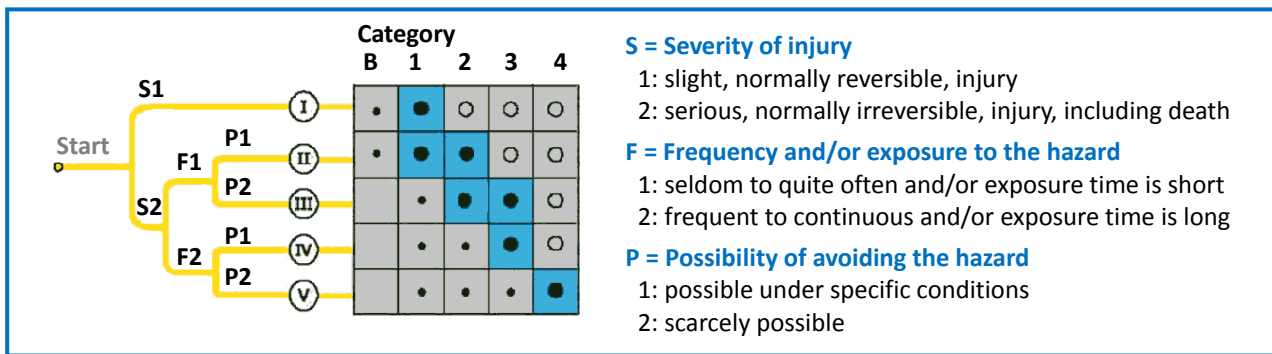 Category
B 1 2 3 4
Start
S1
I
S2
F1
P1
II
P2
III
F2
P1
IV
P2
V
S = Severity of injury
1: slight, normally reversible, injury
2: serious, normally irreversible, injury, including death
F = Frequency and/or exposure to the hazard
1: seldom to quite often and/or exposure time is short
2: frequent to continuous and/or exposure time is long
P = Possibility of avoiding the hazard
1: possible under specific conditions
2: scarcely possible